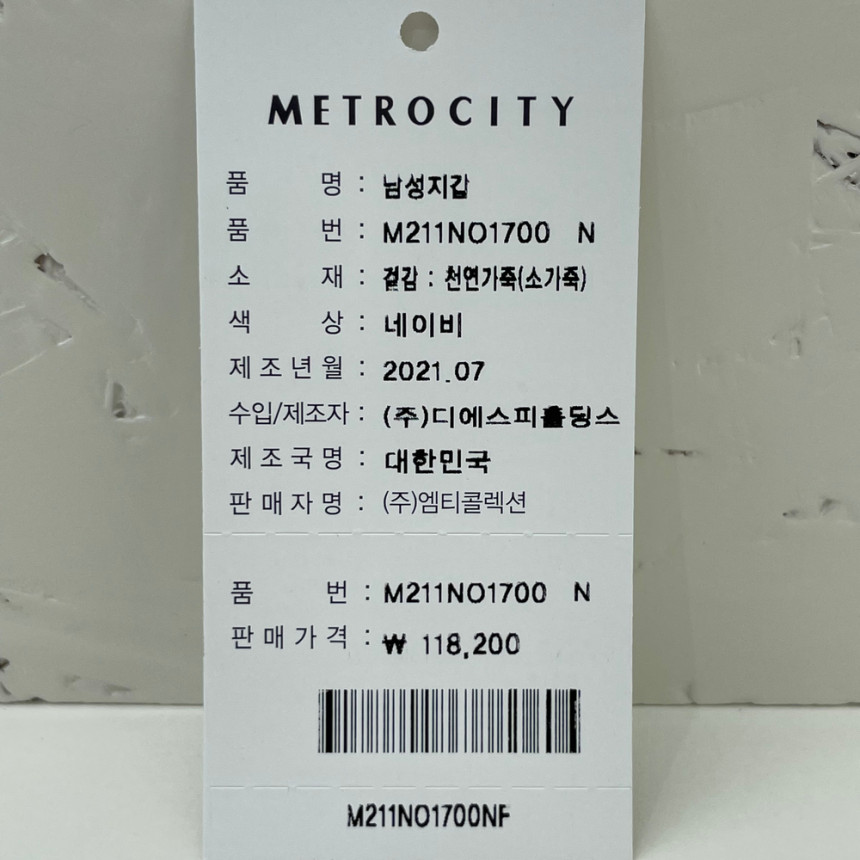 METROCITY
품 명 : 남성지갑
품 번 : M211NO1700 N
소 재 : 겉감 : 천연가죽(소가죽)
색 상 : 네이비
제조년월 : 2021.07
수입/제조자 : (주)디에스피홀딩스
제조국명 : 대한민국
판매자명 : (주)엠티콜렉션
품 번 : M211NO1700 N
판매가격 : ₩ 118,200
M211NO1700NF